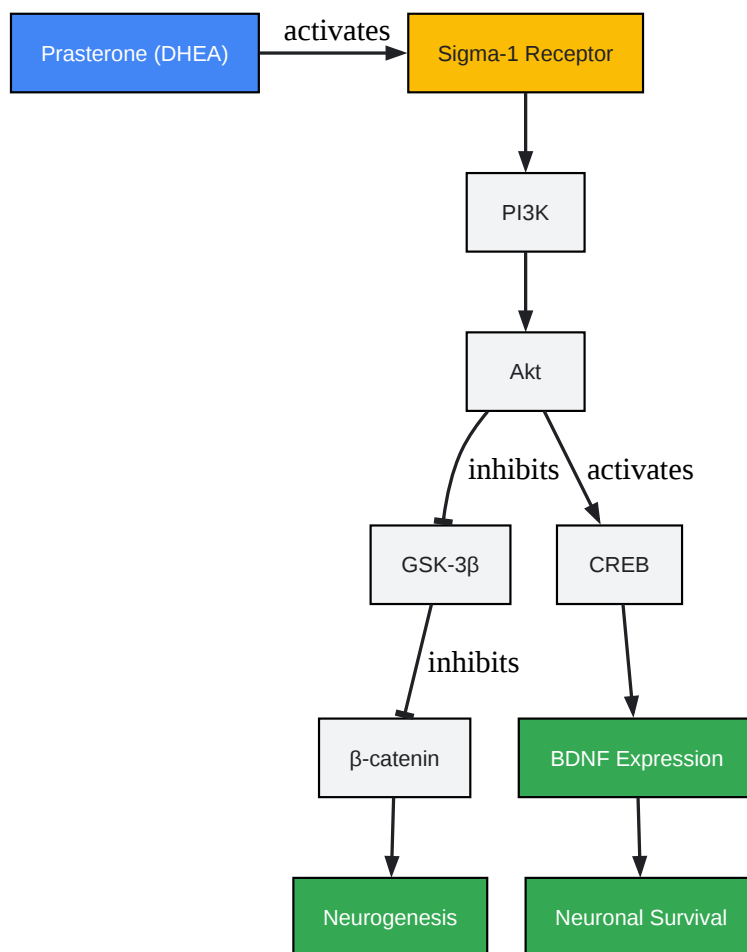 Prasterone (DHEA)
activates
Sigma-1 Receptor
PI3K
Akt
inhibits
activates
GSK-3β
CREB
inhibits
β-catenin
BDNF Expression
Neurogenesis
Neuronal Survival